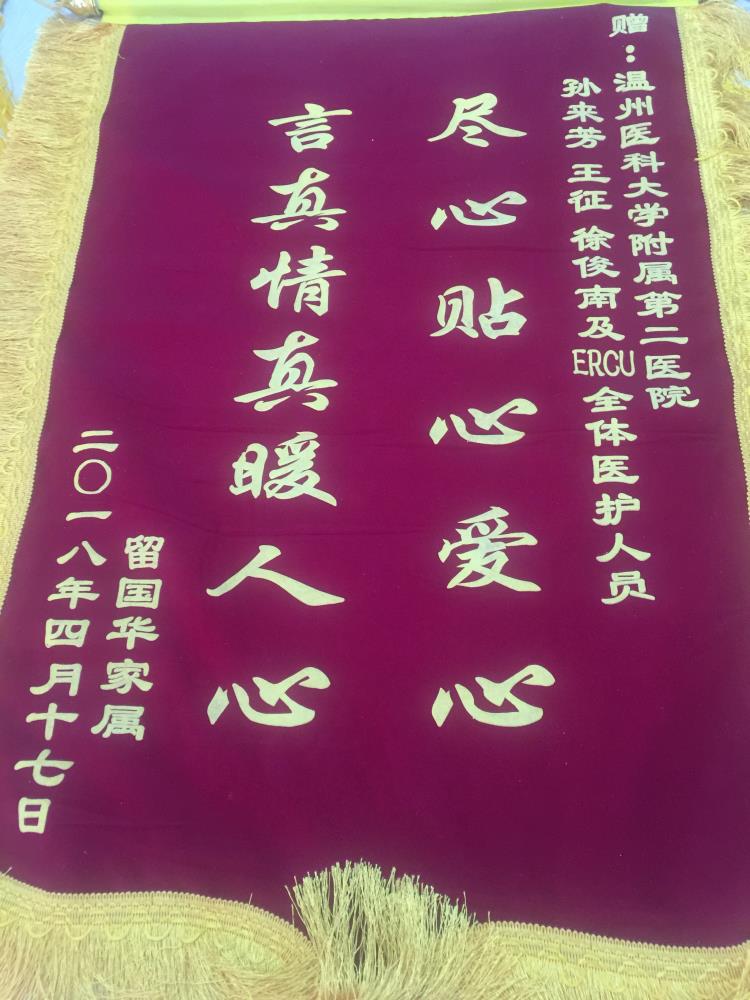 赠：温州医科大学附属第二医院
孙来芳 王征 徐俊南及ERCU全体医护人员
尽心贴心爱心
言真情真暖人心
留国华家属
二〇一八年四月十七日